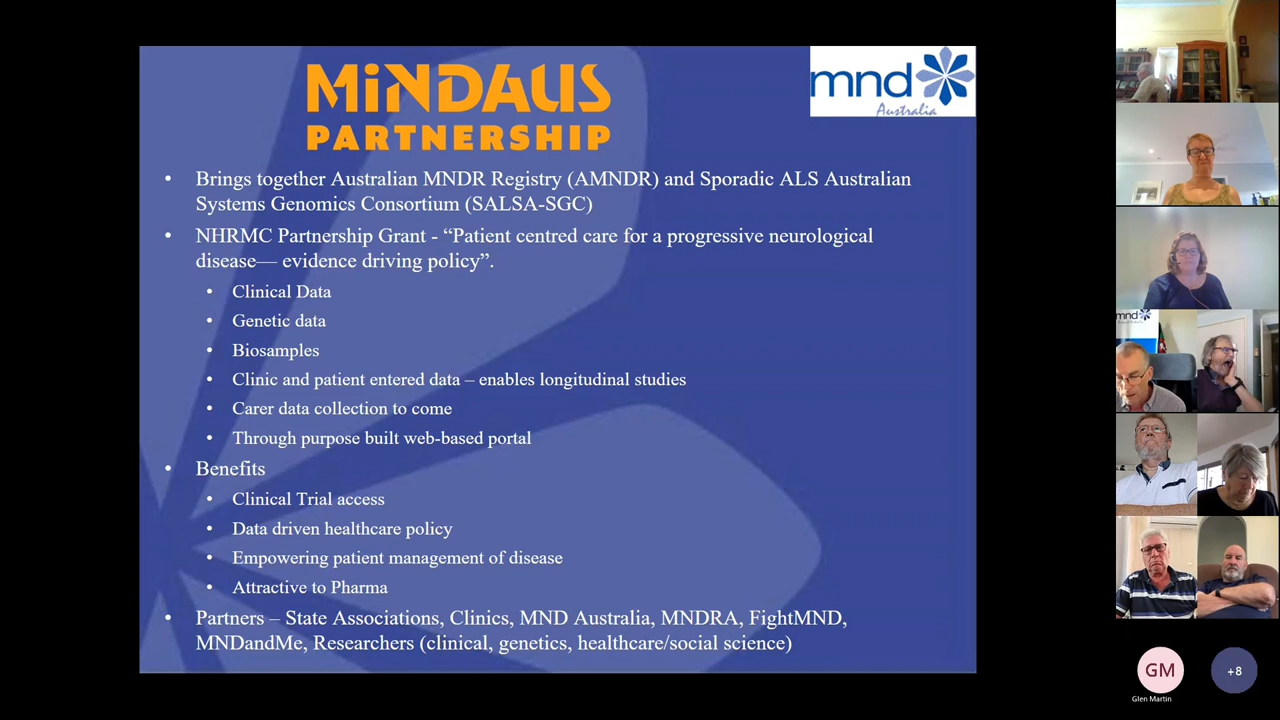 MiNDAUS
PARTNERSHIP
mnd
Australia
• Brings together Australian MNDR Registry (AMNDR) and Sporadic ALS Australian
Systems Genomics Consortium (SALSA-SGC)
• NHRMC Partnership Grant - “Patient centred care for a progressive neurological
disease— evidence driving policy”.
• Clinical Data
• Genetic data
• Biosamples
• Clinic and patient entered data – enables longitudinal studies
• Carer data collection to come
• Through purpose built web-based portal
• Benefits
• Clinical Trial access
• Data driven healthcare policy
• Empowering patient management of disease
• Attractive to Pharma
• Partners – State Associations, Clinics, MND Australia, MNDRA, FightMND,
MNDandMe, Researchers (clinical, genetics, healthcare/social science)
mnd
GM
Glen Martin
+8